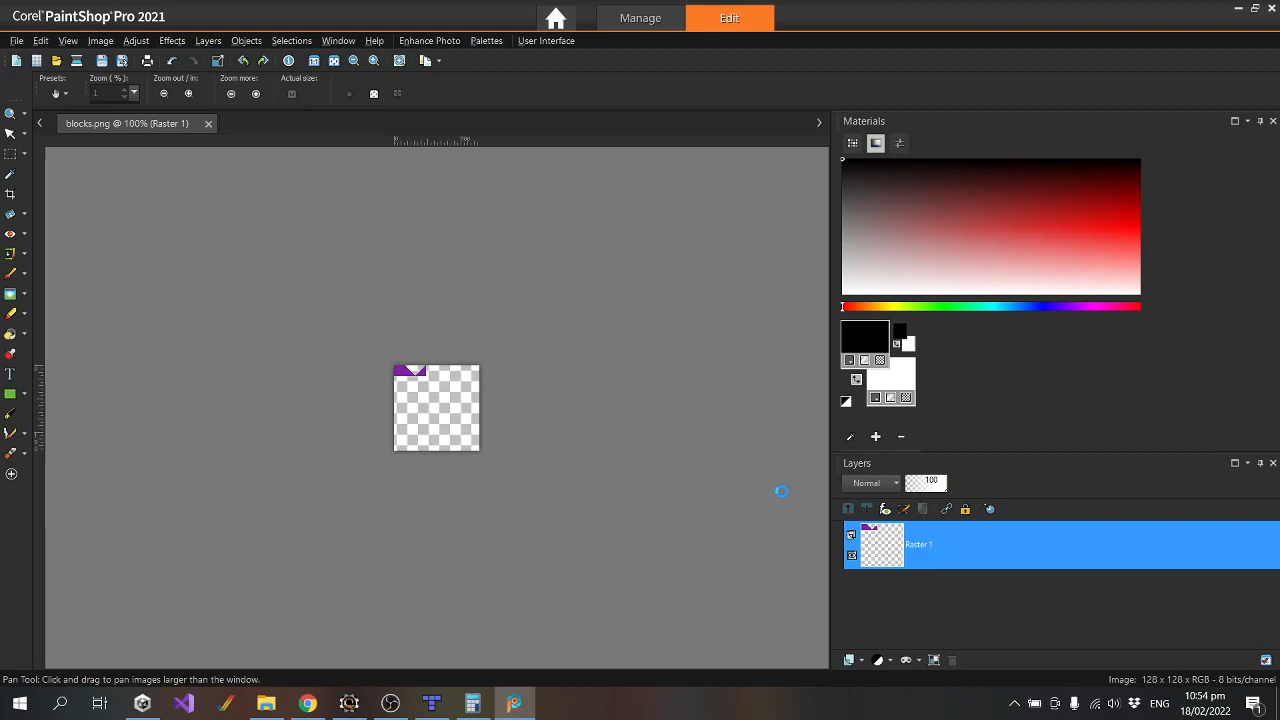 Corel PaintShop Pro 2021
Manage
Edit
File Edit View Image Adjust Effects Layers Objects Selections Window Help Enhance Photo Palettes User Interface
Presets: Zoom ( % ): Zoom out / in: Zoom more: Actual size:
1
blocks.png @ 100% (Raster 1)
Materials
Layers
Normal
100
Raster 1
Pan Tool: Click and drag to pan images larger than the window.
Image: 128 x 128 x RGB - 8 bits/channel
ENG
10:54 pm
18/02/2022